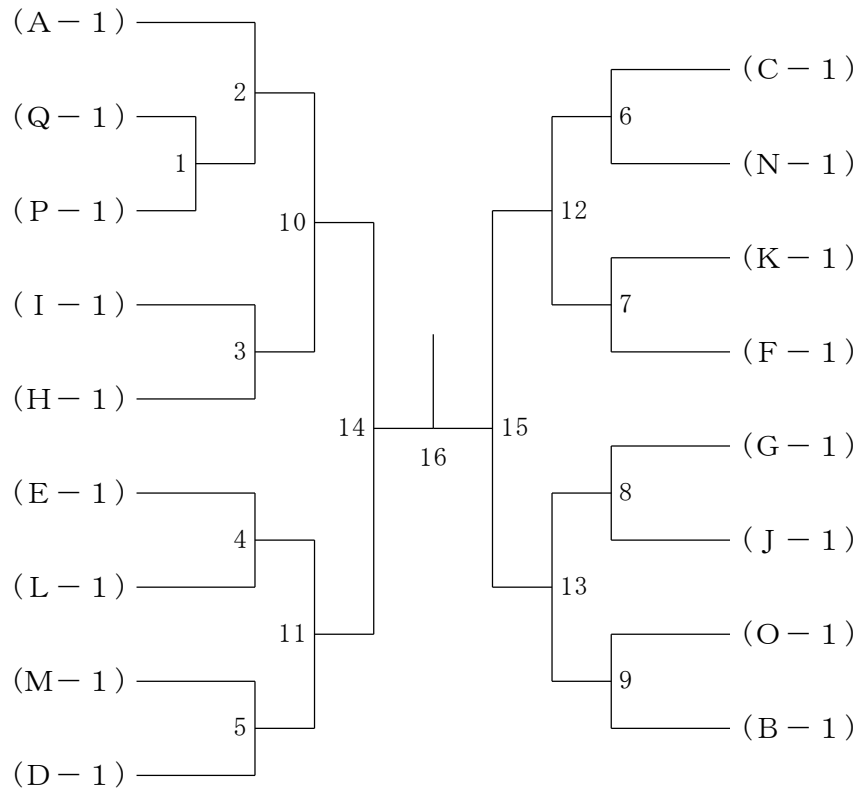 (A－1)
(Q－1)
(P－1)
(I－1)
(H－1)
(E－1)
(L－1)
(M－1)
(D－1)
1
2
3
4
5
10
11
14
16
15
12
13
6
7
8
9
(C－1)
(N－1)
(K－1)
(F－1)
(G－1)
(J－1)
(O－1)
(B－1)